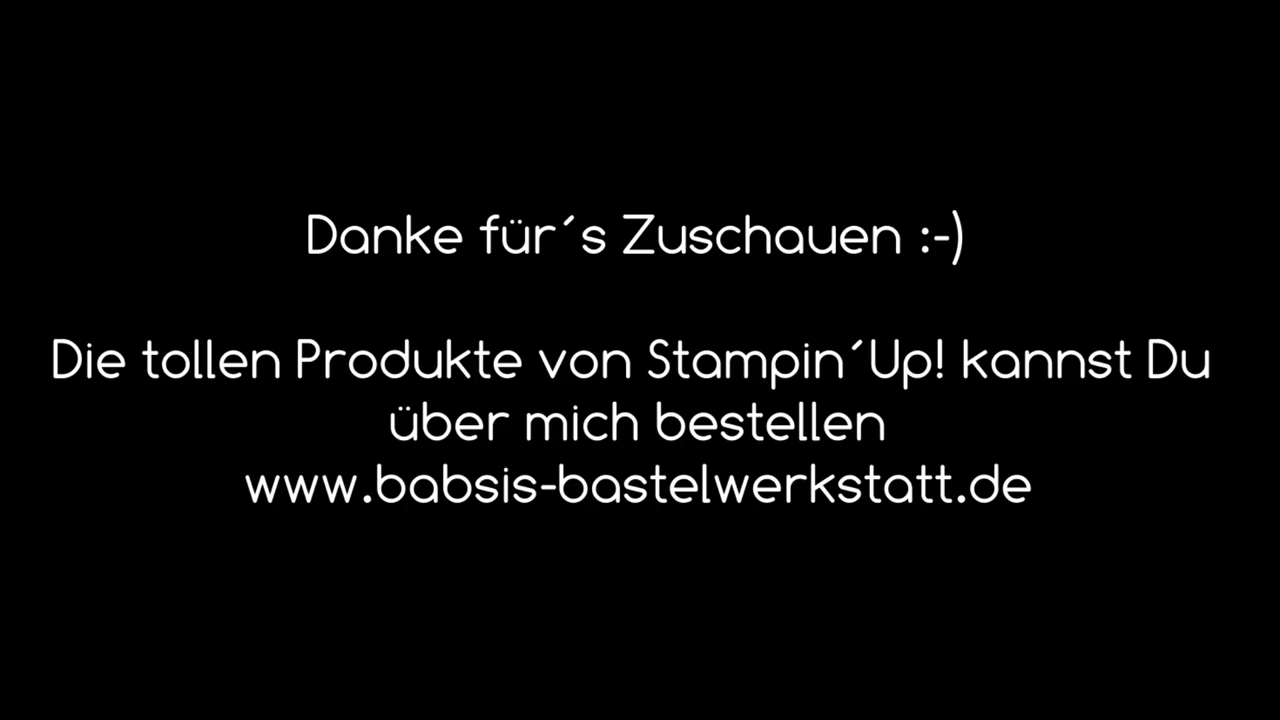 Danke für´s Zuschauen :-)
Die tollen Produkte von Stampin´Up! kannst Du
über mich bestellen
www.babsis-bastelwerkstatt.de